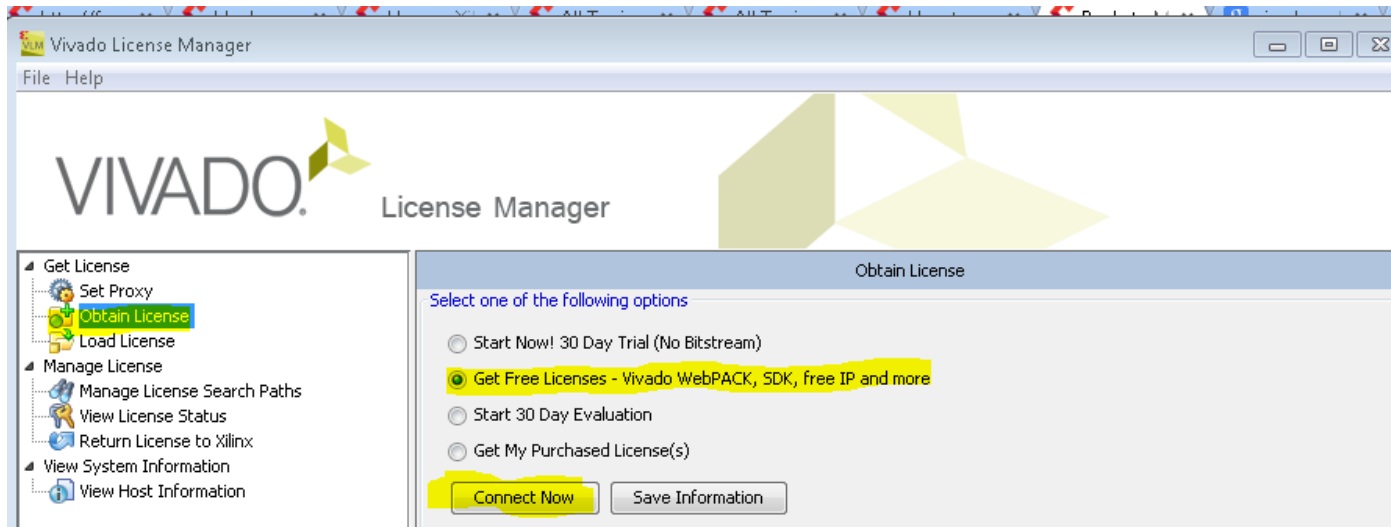 Vivado License Manager
File Help
VIVADO.
License Manager
Get License
Set Proxy
Obtain License
Load License
Manage License
Manage License Search Paths
View License Status
Return License to Xilinx
View System Information
View Host Information
Obtain License
Select one of the following options
Start Now! 30 Day Trial (No Bitstream)
Get Free Licenses - Vivado WebPACK, SDK, free IP and more
Start 30 Day Evaluation
Get My Purchased License(s)
Connect Now Save Information